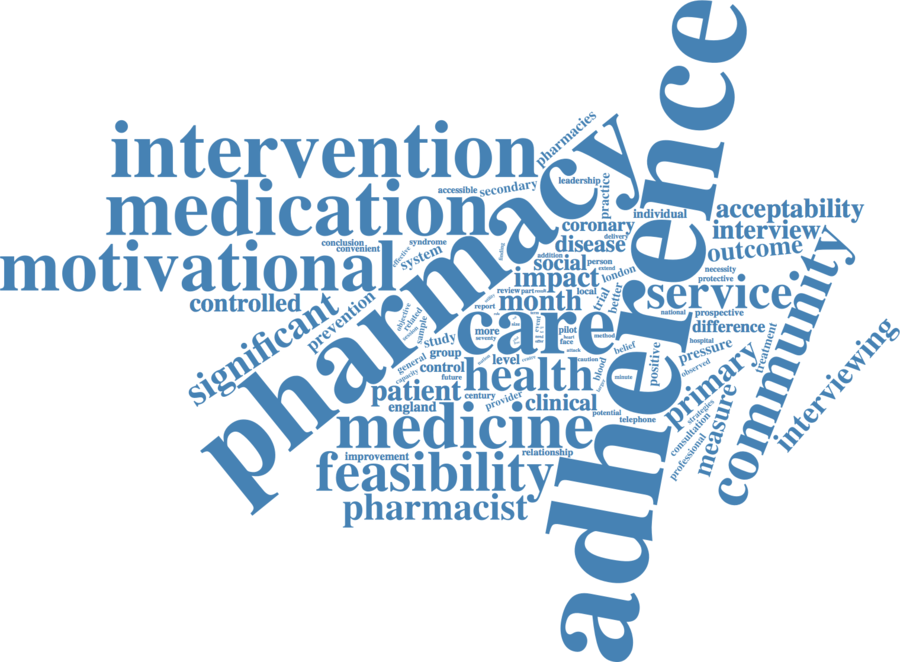 adherence
pharmacies
intervention
pharmacy
leadership
accessible
secondary
practice
medication
individual
acceptability
coronary
interview
delivery
conclusion
syndrome
convenient
effective
system
disease
outcome
addition
motivational
social
person
extend
london
necessity
protective
impact
community
review
part
local
trial
better
service
controlled
month
report
national
prospective
significant
prevention
objective
related
session
sample
care
difference
more
seventy
pilot
heart
method
study
face
hospital
interviewing
belief
positive
pressure
treatment
group
attack
general
level
caution
observed
control
health
blood
primary
capacity
future
minute
patient
century
provider
clinical
england
measure
strategies
potential
telephone
consultation
medicine
professional
improvement
relationship
feasibility
pharmacist